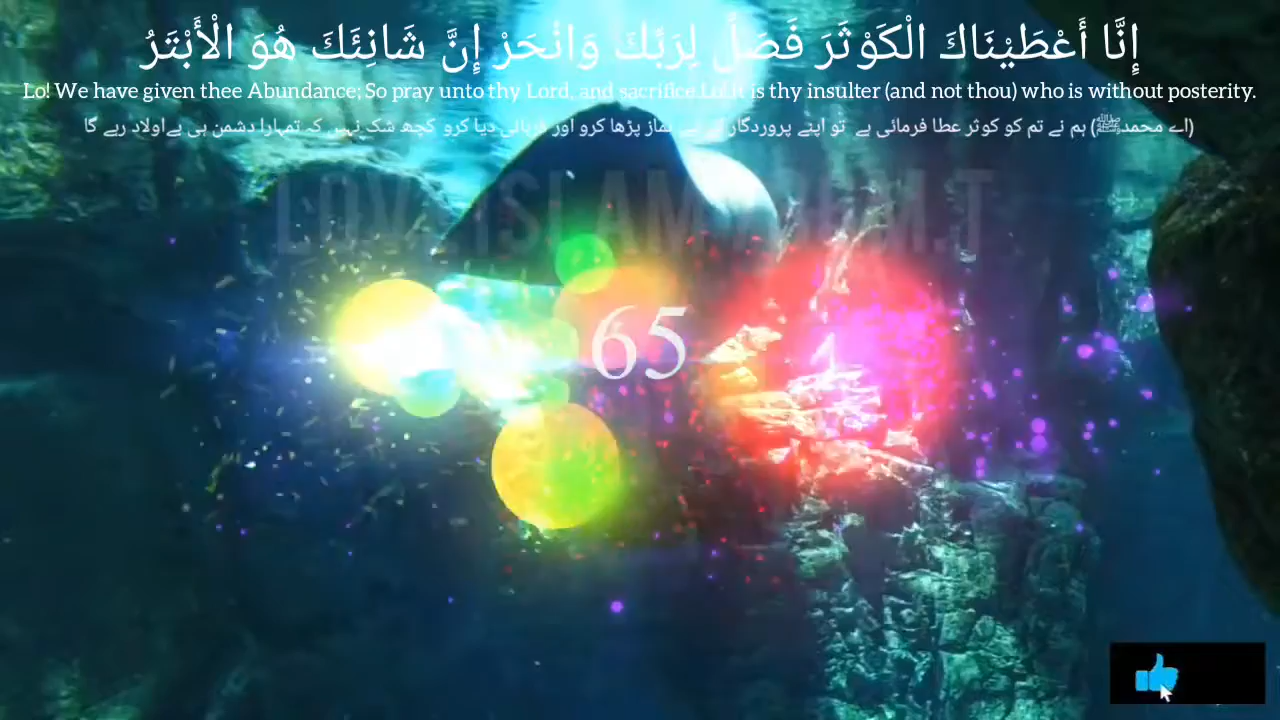 إِنَّا أَعْطَيْنَاكَ الْكَوْثَرَ فَصَلِّ لِرَبِّكَ وَانْحَرْ إِنَّ شَانِئَكَ هُوَ الْأَبْتَرُ
Lo! We have given thee Abundance; So pray unto thy Lord, and sacrifice.Lo! it is thy insulter (and not thou) who is without posterity.
(اے محمدﷺ) ہم نے تم کو کوثر عطا فرمائی ہے تو اپنے پروردگار کے لیے نماز پڑھا کرو اور قربانی دیا کرو کچھ شک نہیں کہ تمہارا دشمن ہی بےاولاد رہے گا
LOVE ISLAM
65